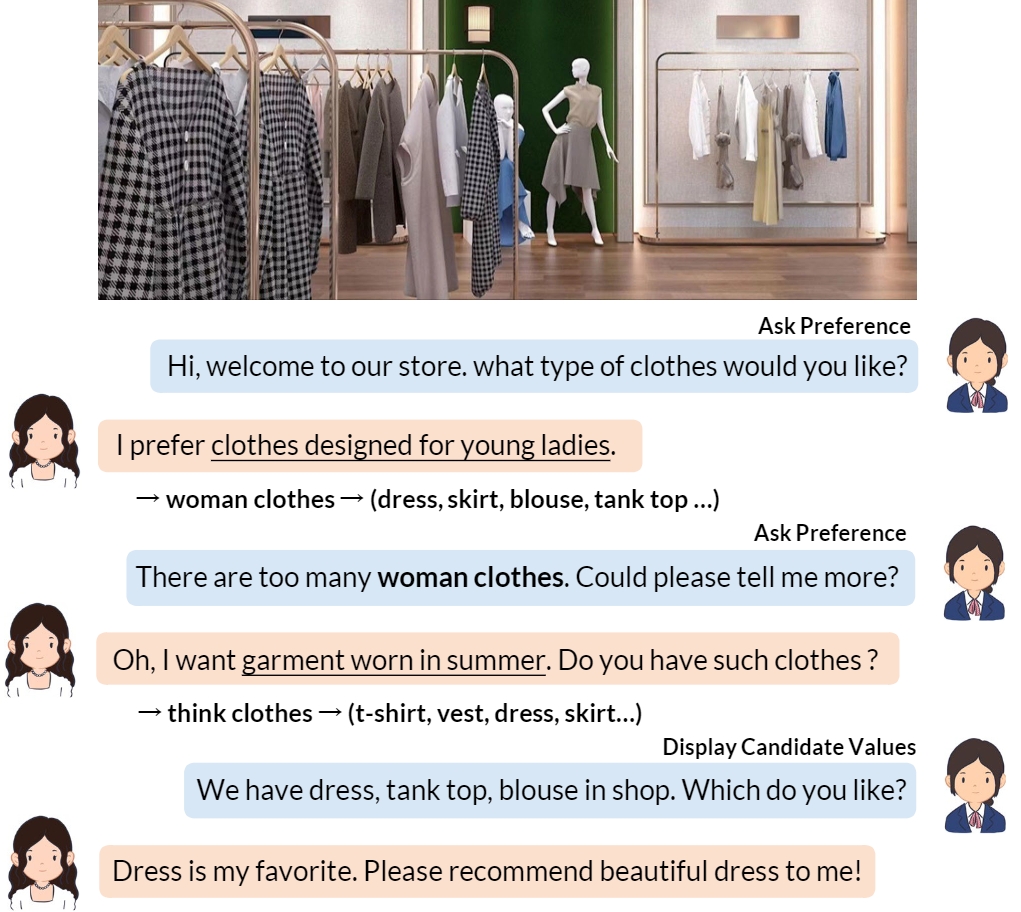 Ask Preference
Hi, welcome to our store. what type of clothes would you like?
I prefer clothes designed for young ladies.
→ woman clothes → (dress, skirt, blouse, tank top ...)
Ask Preference
There are too many woman clothes. Could please tell me more?
Oh, I want garment worn in summer. Do you have such clothes ?
→ think clothes → (t-shirt, vest, dress, skirt...)
Display Candidate Values
We have dress, tank top, blouse in shop. Which do you like?
Dress is my favorite. Please recommend beautiful dress to me!